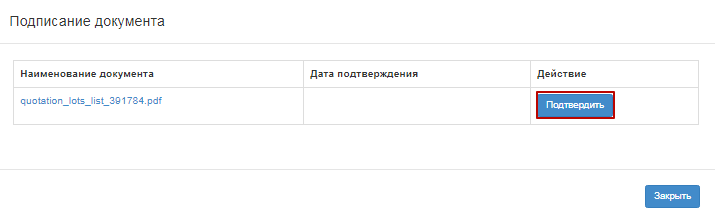 Подписание документа
Наименование документа Дата подтверждения Действие
quotation_lots_list_391784.pdf Подтвердить
Закрыть